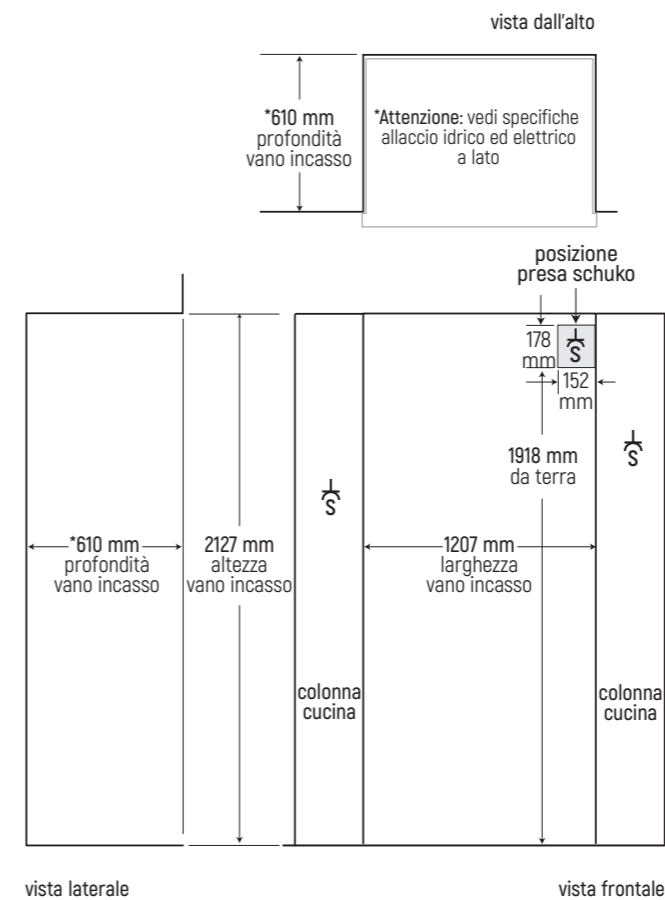 vista dall'alto
*610 mm
profondità
vano incasso
*Attenzione: vedi specifiche
allaccio idrico ed elettrico
a lato
posizione
presa schuko
178
mm
S
152
mm
1918 mm
da terra
S
S
*610 mm
profondità
vano incasso
2127 mm
altezza
vano incasso
1207 mm
larghezza
vano incasso
colonna
cucina
colonna
cucina
vista laterale
vista frontale